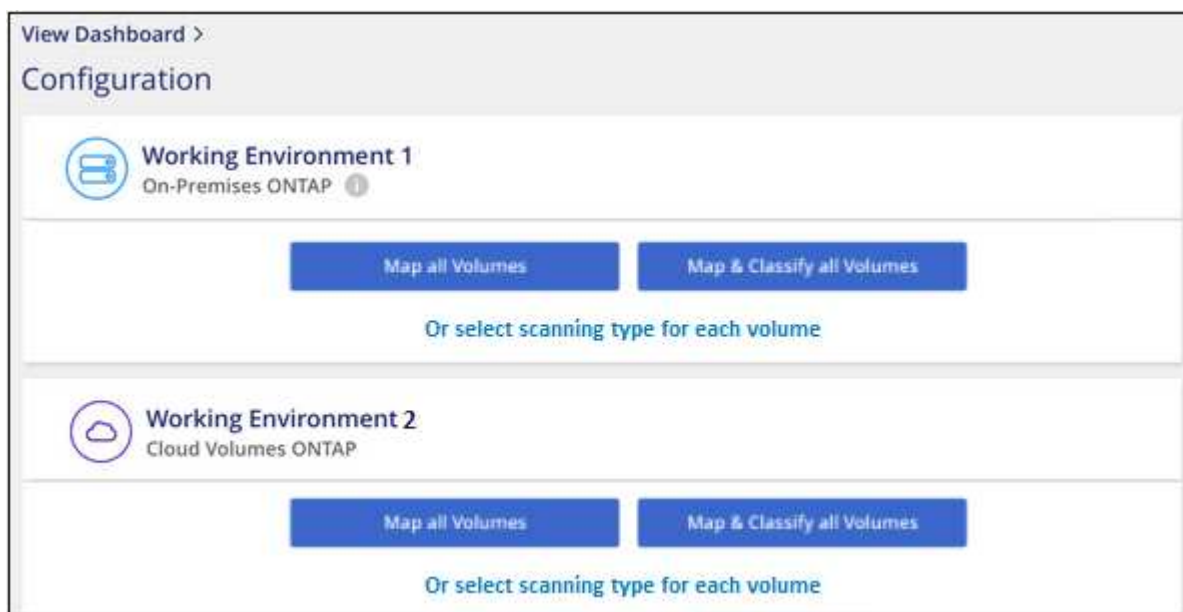 View Dashboard >
Configuration
Working Environment 1
On-Premises ONTAP i
Map all Volumes
Map & Classify all Volumes
Or select scanning type for each volume
Working Environment 2
Cloud Volumes ONTAP
Map all Volumes
Map & Classify all Volumes
Or select scanning type for each volume